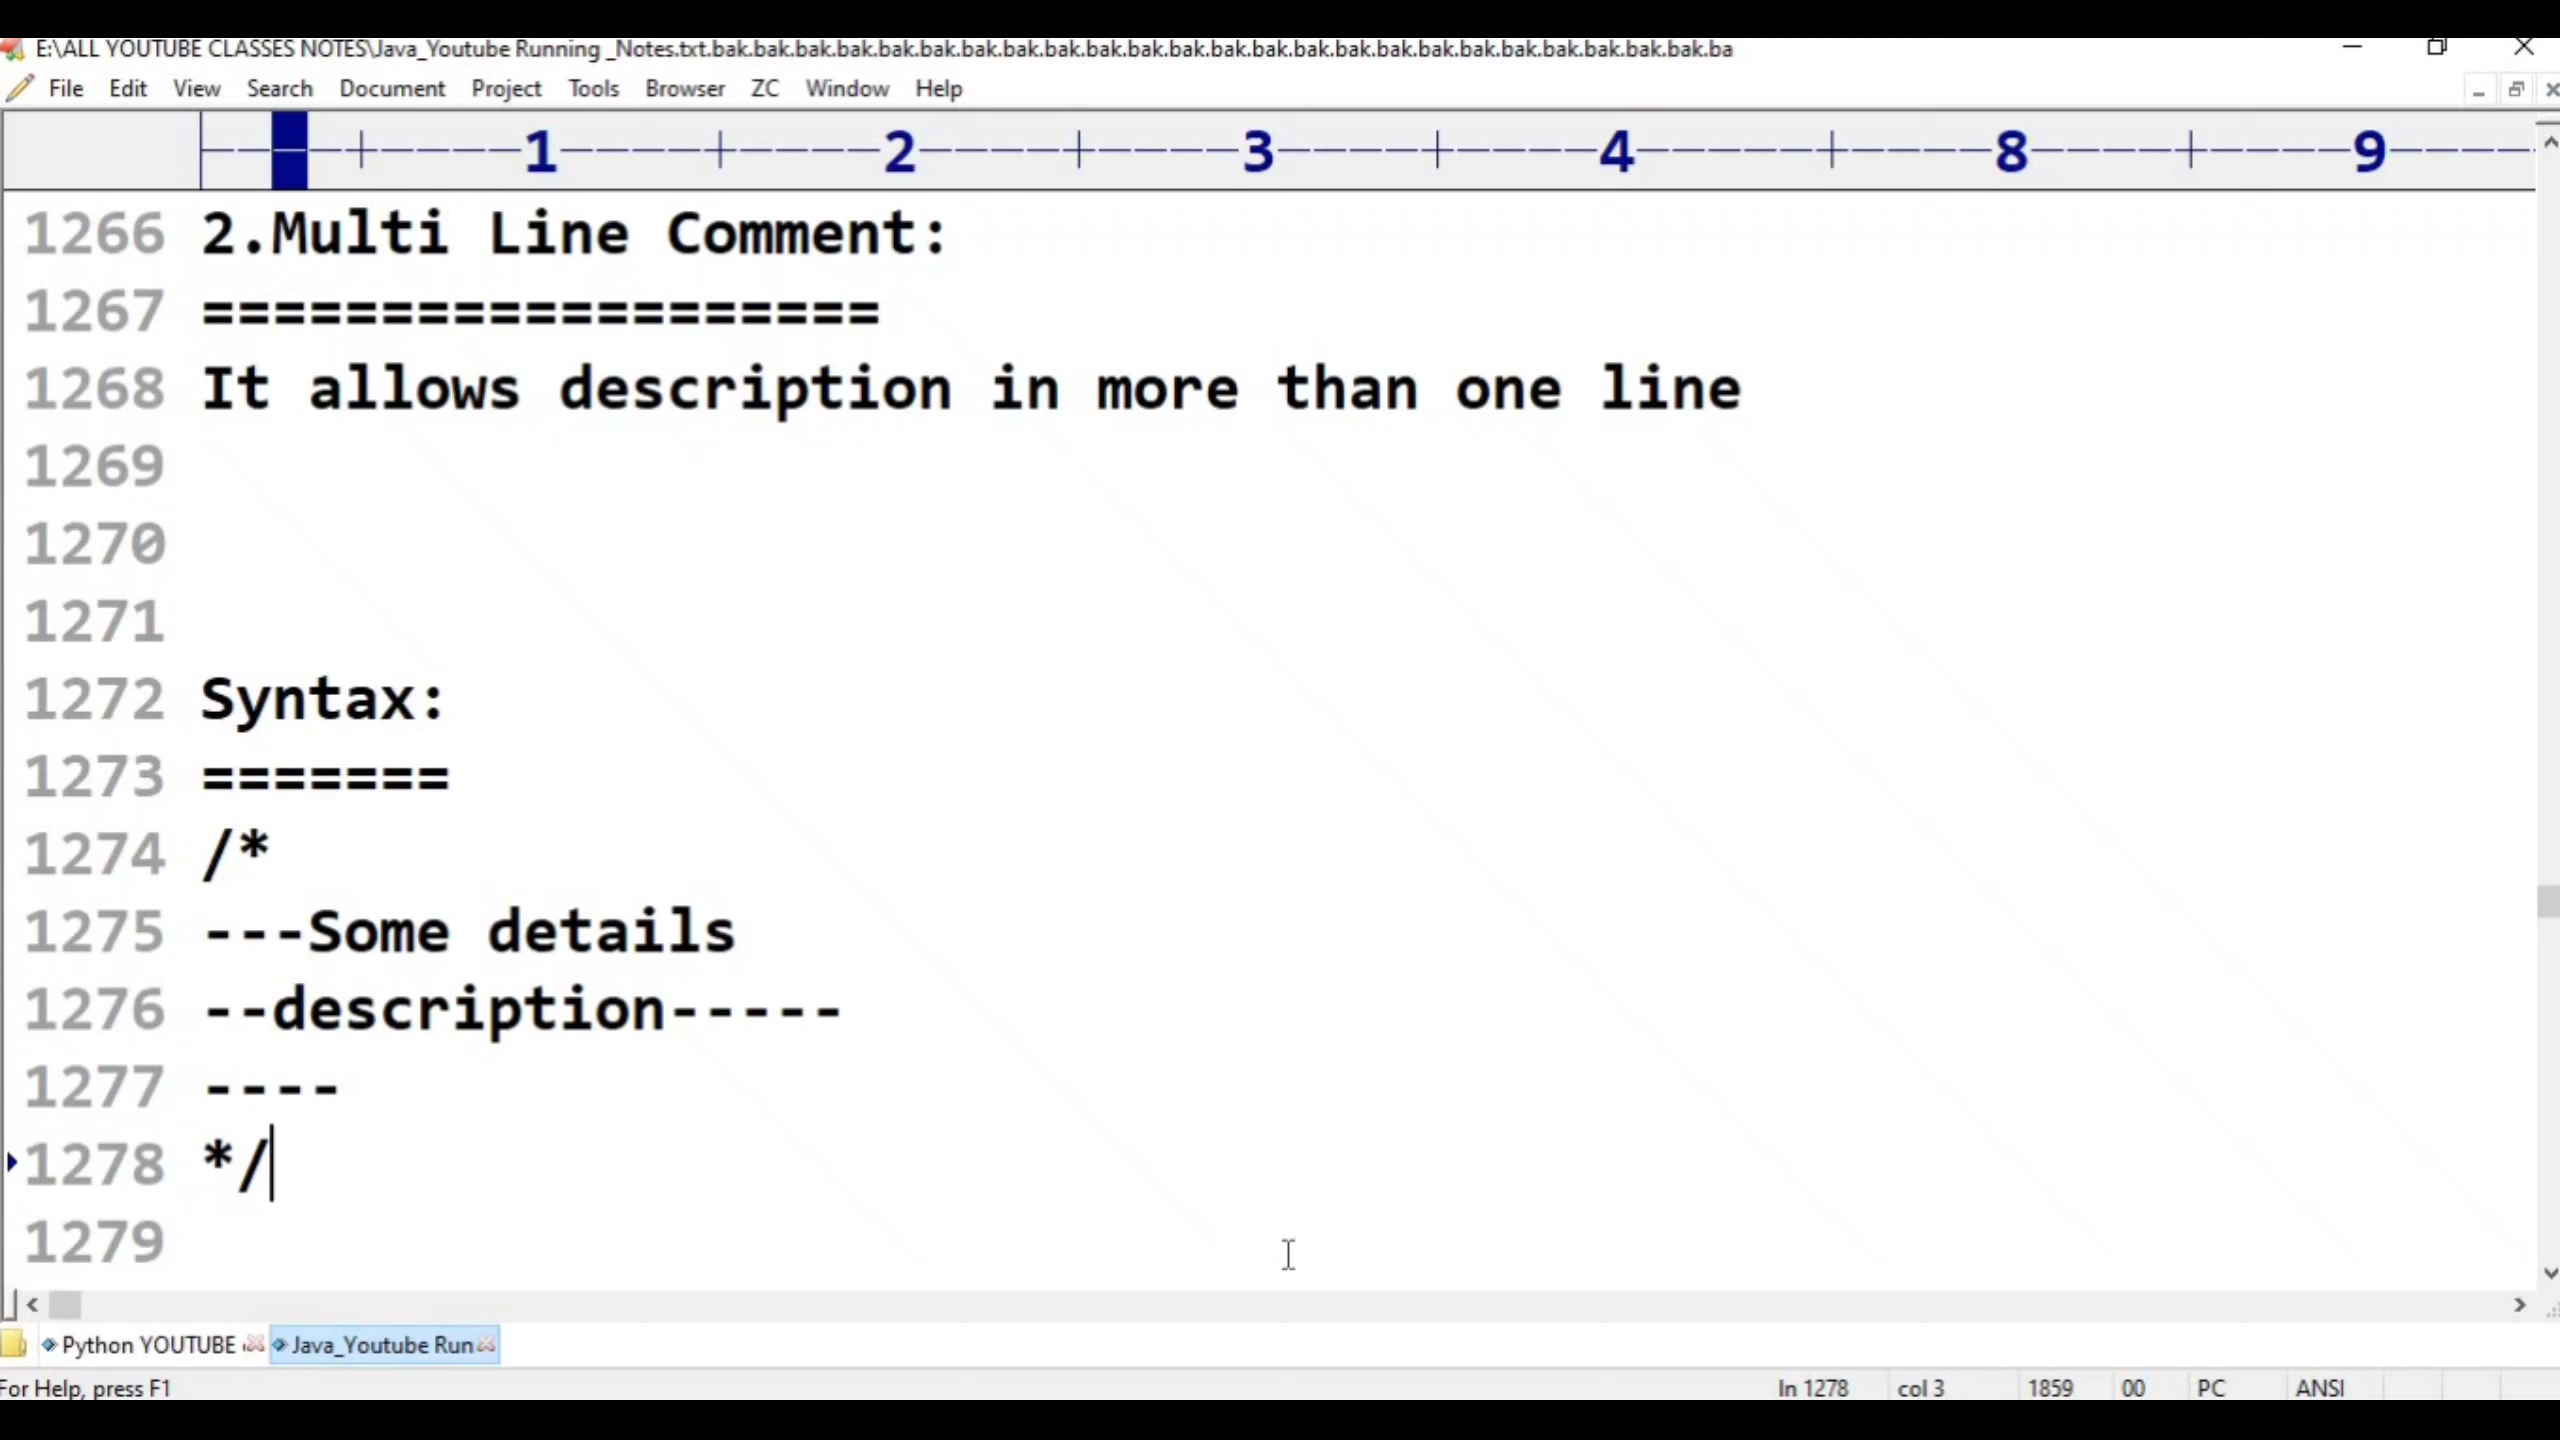 E:\ALL YOUTUBE CLASSES NOTES\Java_Youtube Running _Notes.txt.bak.bak.bak.bak.bak.bak.bak.bak.bak.bak.bak.bak.bak.bak.bak.bak.bak.bak.bak.bak.bak.bak.bak.bak.ba
File Edit View Search Document Project Tools Browser ZC Window Help
1 2 3 4 8 9
1266 2.Multi Line Comment:
1267 ===================
1268 It allows description in more than one line
1269
1270
1271
1272 Syntax:
1273 =======
1274 /*
1275 ---Some details
1276 --description-----
1277 ----
1278 */
1279
Python YOUTUBE Java_Youtube Run
For Help, press F1 ln 1278 col 3 1859 00 PC ANSI